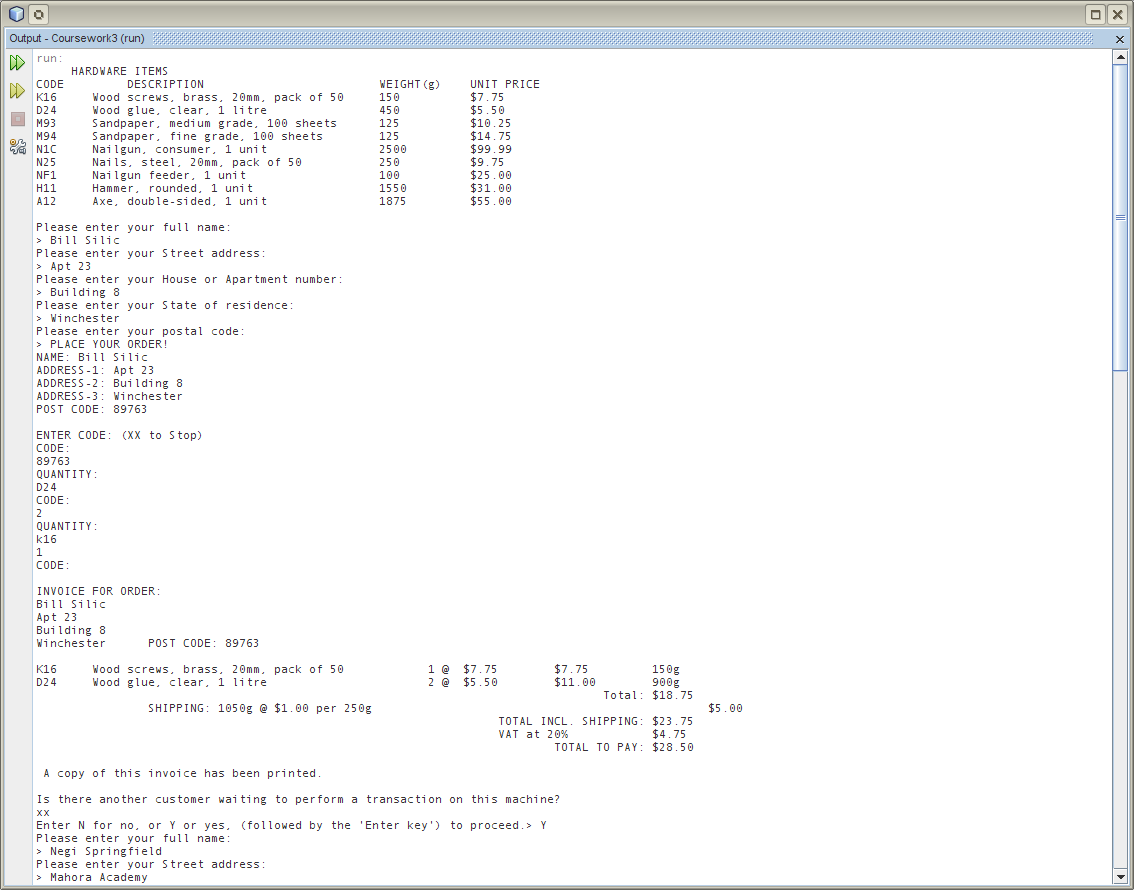 Output - Coursework3 (run)
run:
HARDWARE ITEMS
CODE DESCRIPTION WEIGHT(g) UNIT PRICE
K16 Wood screws, brass, 20mm, pack of 50 150 $7.75
D24 Wood glue, clear, 1 litre 450 $5.50
M93 Sandpaper, medium grade, 100 sheets 125 $10.25
M94 Sandpaper, fine grade, 100 sheets 125 $14.75
N1C Nailgun, consumer, 1 unit 2500 $99.99
N25 Nails, steel, 20mm, pack of 50 250 $9.75
NF1 Nailgun feeder, 1 unit 100 $25.00
H11 Hammer, rounded, 1 unit 1550 $31.00
A12 Axe, double-sided, 1 unit 1875 $55.00
Please enter your full name:
> Bill Silic
Please enter your Street address:
> Apt 23
Please enter your House or Apartment number:
> Building 8
Please enter your State of residence:
> Winchester
Please enter your postal code:
> PLACE YOUR ORDER!
NAME: Bill Silic
ADDRESS-1: Apt 23
ADDRESS-2: Building 8
ADDRESS-3: Winchester
POST CODE: 89763
ENTER CODE: (XX to Stop)
CODE:
89763
QUANTITY:
D24
CODE:
2
QUANTITY:
k16
1
CODE:
INVOICE FOR ORDER:
Bill Silic
Apt 23
Building 8
Winchester POST CODE: 89763
K16 Wood screws, brass, 20mm, pack of 50 1 @ $7.75 $7.75 150g
D24 Wood glue, clear, 1 litre 2 @ $5.50 $11.00 900g
Total: $18.75
SHIPPING: 1050g @ $1.00 per 250g $5.00
TOTAL INCL. SHIPPING: $23.75
VAT at 20% $4.75
TOTAL TO PAY: $28.50
A copy of this invoice has been printed.
Is there another customer waiting to perform a transaction on this machine?
xx
Enter N for no, or Y or yes, (followed by the 'Enter key') to proceed.> Y
Please enter your full name:
> Negi Springfield
Please enter your Street address:
> Mahora Academy